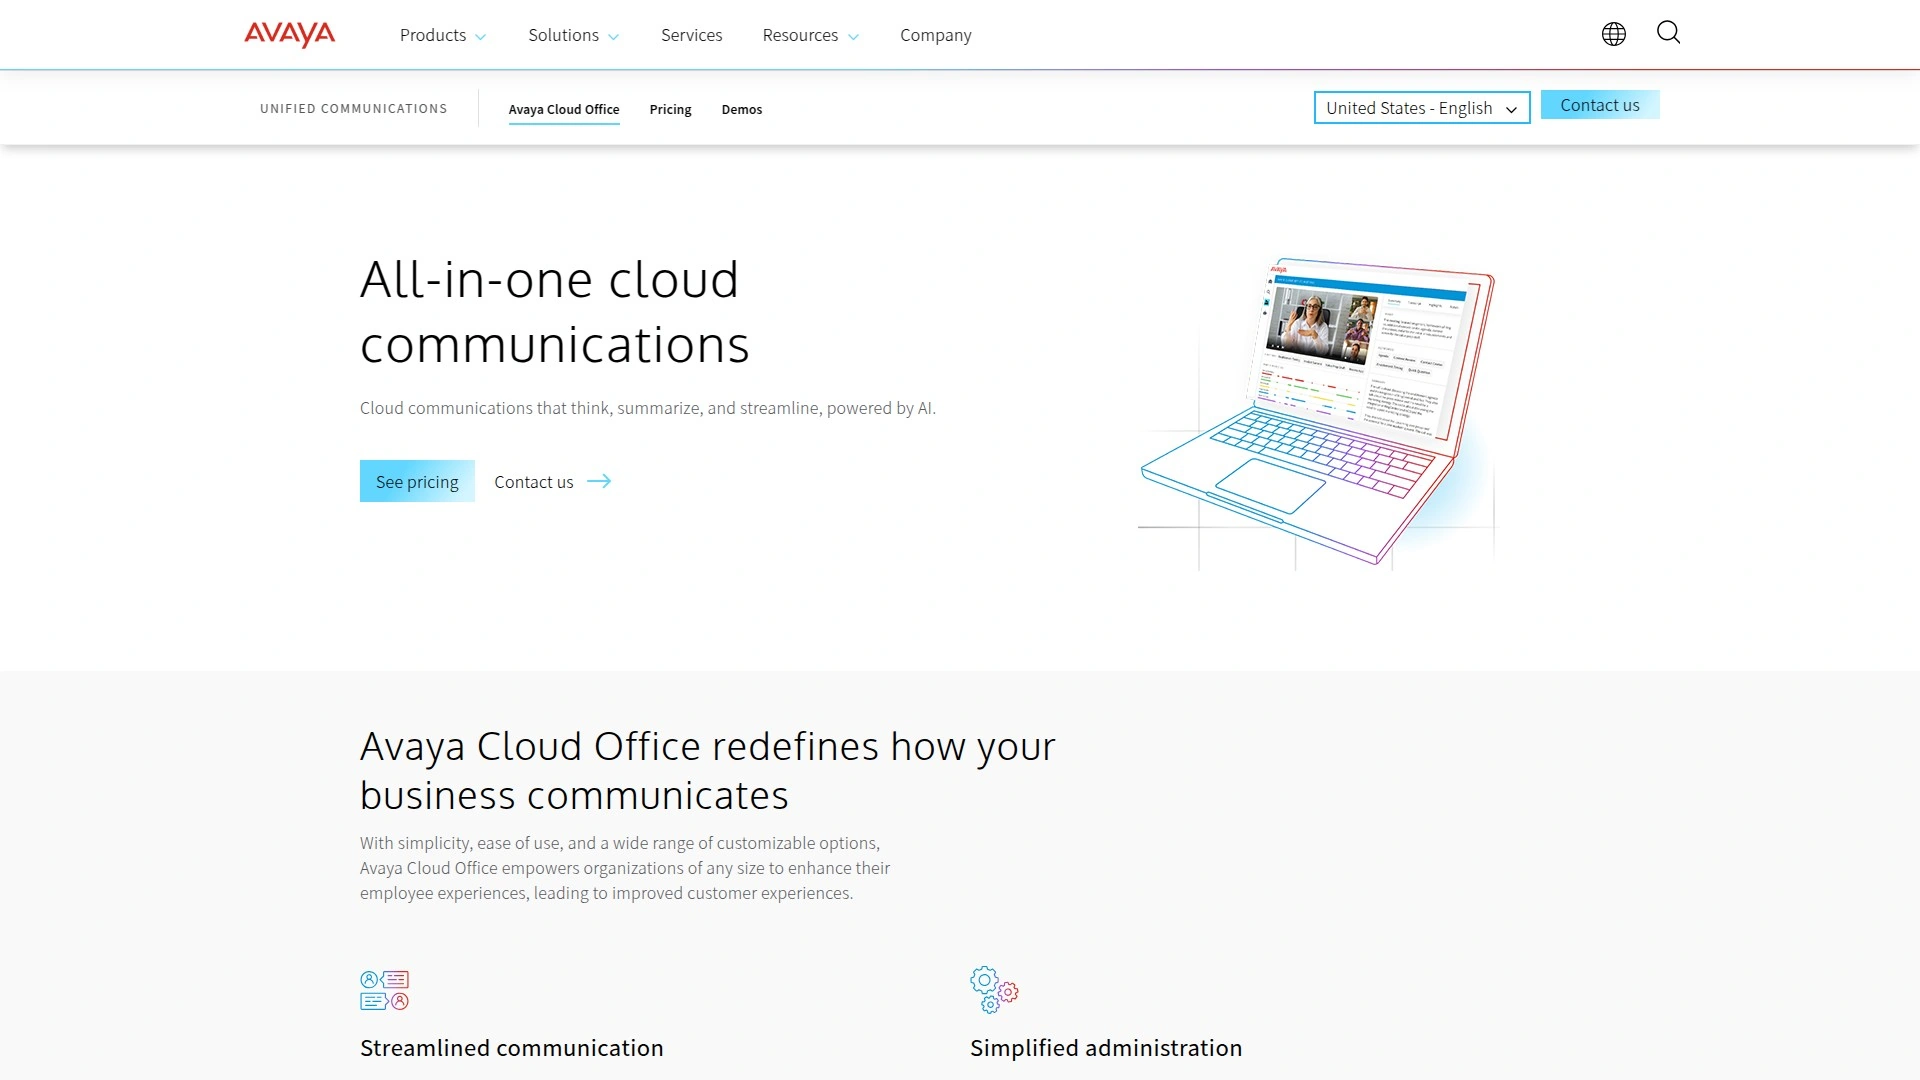 AVAYA
Products
Solutions
Services
Resources
Company
UNIFIED COMMUNICATIONS
Avaya Cloud Office
Pricing
Demos
United States - English
Contact us
All-in-one cloud
communications
Cloud communications that think, summarize, and streamline, powered by AI.
See pricing
Contact us
AVAYA
Avaya Cloud Office redefines how your
business communicates
With simplicity, ease of use, and a wide range of customizable options,
Avaya Cloud Office empowers organizations of any size to enhance their
employee experiences, leading to improved customer experiences.
Streamlined communication
Simplified administration